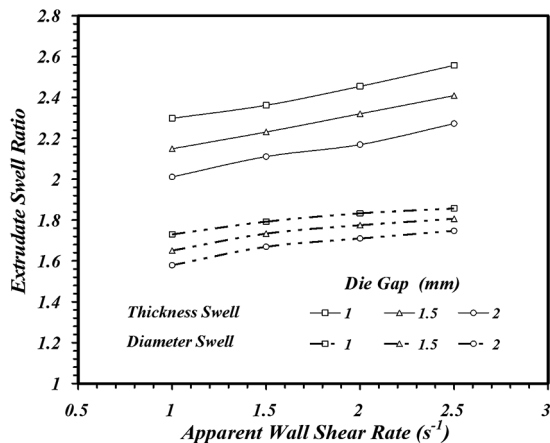 2.8
2.6
2.4
2.2
2
1.8
1.6
1.4
1.2
1
Extrudate Swell Ratio
Die Gap (mm)
Thickness Swell 1 1.5 2
Diameter Swell 1 1.5 2
0.5 1 1.5 2 2.5 3
Apparent Wall Shear Rate (s-1)